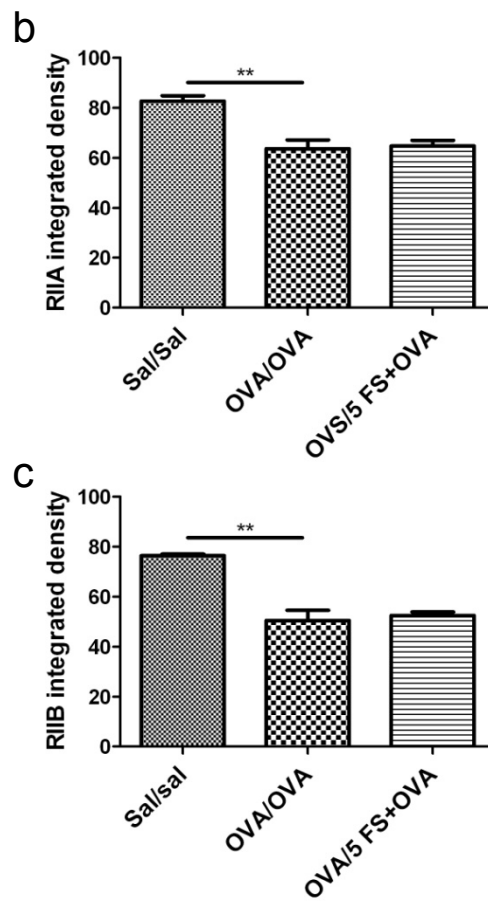 b
RIIA integrated density
100
80
60
40
20
0
**
Sal/Sal
OVA/OVA
OVS/5 FS+OVA
c
RIIB integrated density
100
80
60
40
20
0
**
Sal/sal
OVA/OVA
OVA/5 FS+OVA